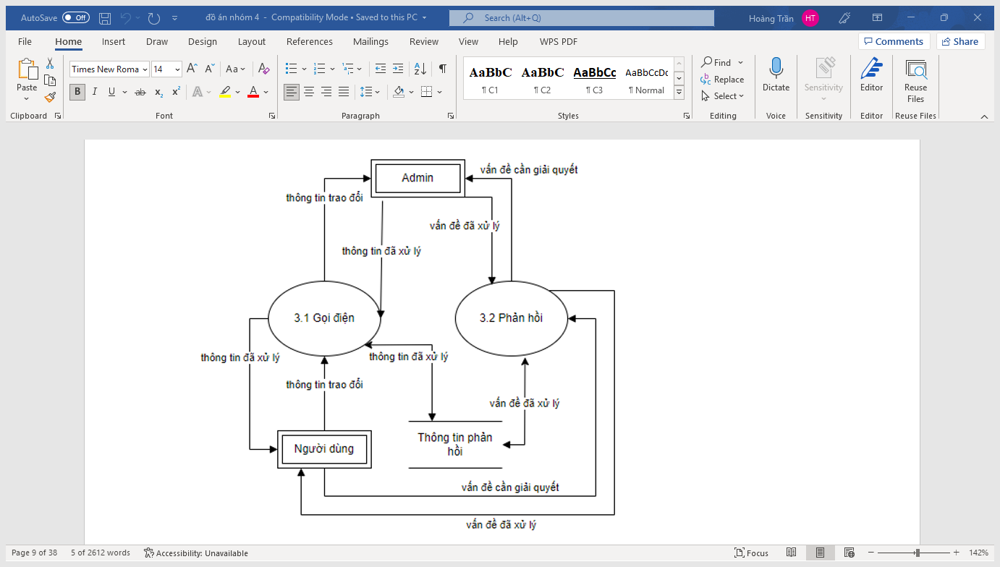 AutoSave Off đồ án nhóm 4 - Compatibility Mode • Saved to this PC Search (Alt+Q) Hoàng Trần HT
File Home Insert Draw Design Layout References Mailings Review View Help WPS PDF Comments Share
Times New Roma 14 Aa
Paste
B I U ab x₂ x² A A
Clipboard Font Paragraph
AaBbC AaBbC AaBbCc AaBbCcDc
¶ C1 ¶ C2 ¶ C3 ¶ Normal
Styles
Find
Replace
Select
Editing
Dictate
Voice
Sensitivity
Sensitivity
Editor
Editor
Reuse
Files
Reuse Files
vấn đề cần giải quyết
Admin
thông tin trao đổi
vấn đề đã xử lý
thông tin đã xử lý
3.1 Gọi điện
3.2 Phản hồi
thông tin đã xử lý
thông tin đã xử lý
thông tin trao đổi
vấn đề đã xử lý
Thông tin phản
hồi
Người dùng
vấn đề cần giải quyết
vấn đề đã xử lý
Page 9 of 38 5 of 2612 words Accessibility: Unavailable Focus 142%